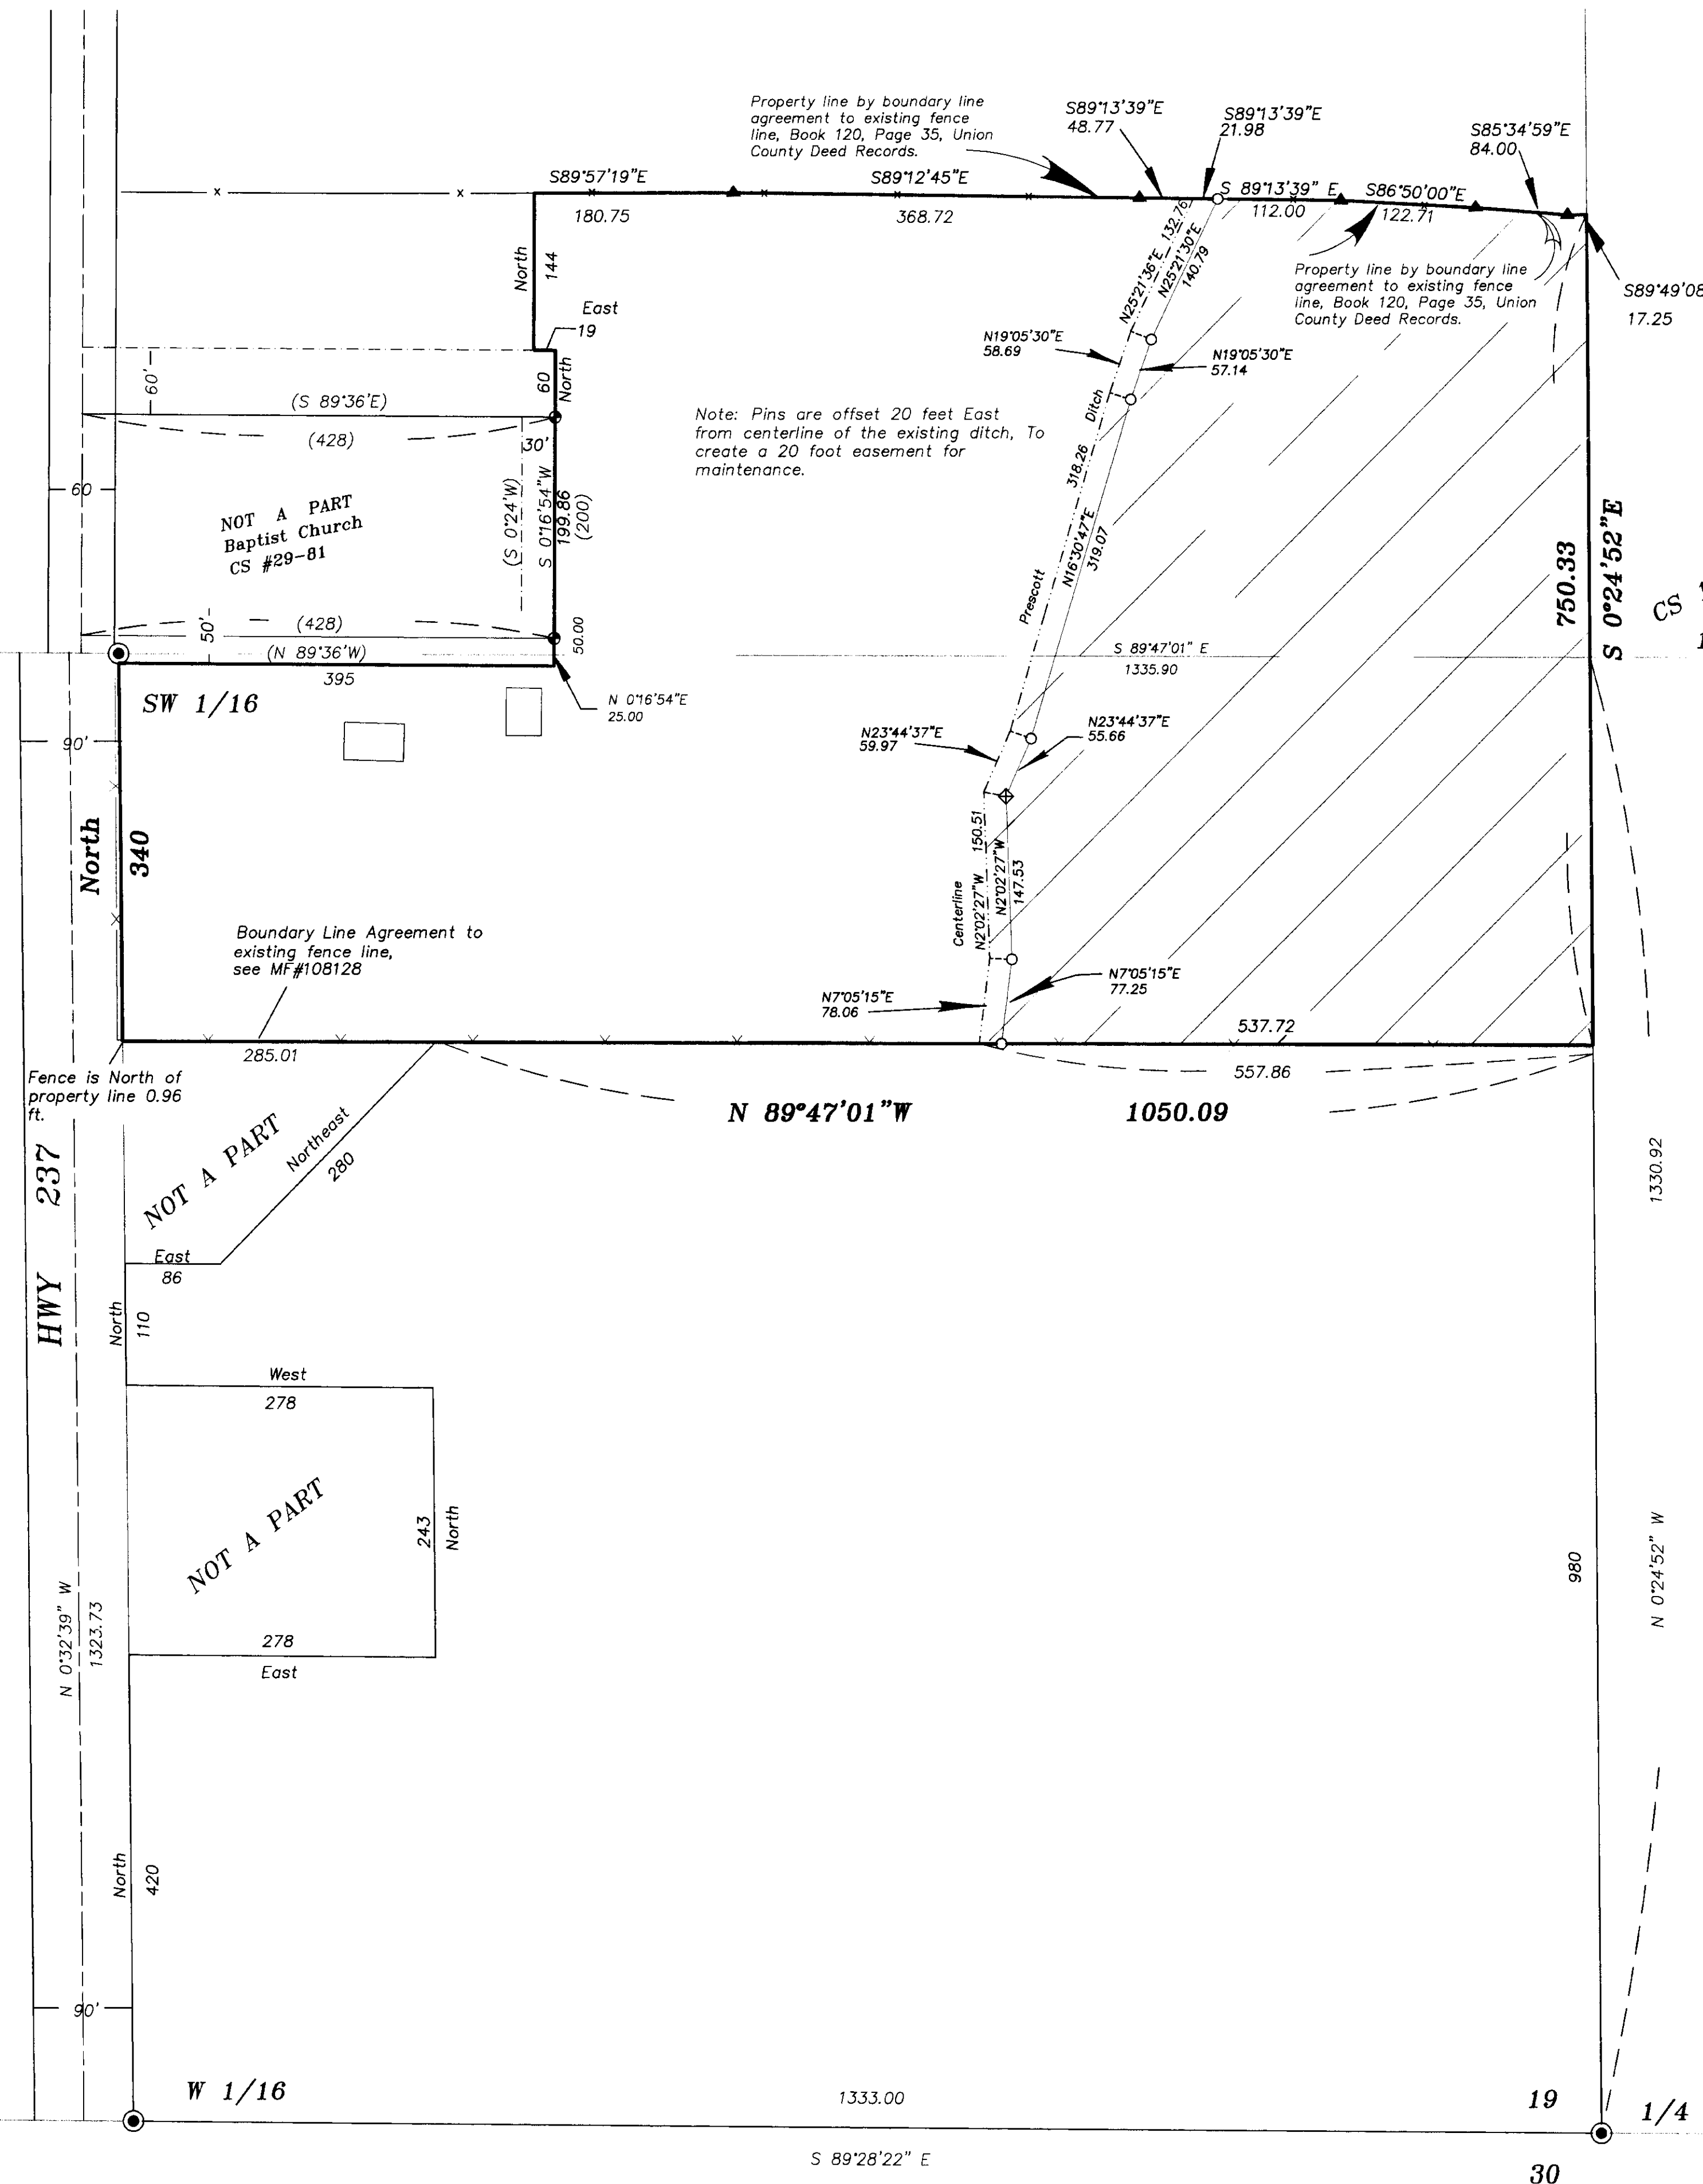 Property line by boundary line
agreement to existing fence
line, Book 120, Page 35, Union
County Deed Records.
S89°13'39"E
48.77
S89°13'39"E
21.98
S85°34'59"E
84.00
S89°57'19"E
180.75
S89°12'45"E
368.72
S 89°13'39" E
112.00
S86°50'00"E
122.71
Property line by boundary line
agreement to existing fence
line, Book 120, Page 35, Union
County Deed Records.
S89°49'08
17.25
North
144
East
19
60
North
60'
(S 89°36'E)
(428)
30'
(S 0°24'W)
S 0°16'54"W
199.86
(200)
60
NOT A PART
Baptist Church
CS #29-81
50'
(428)
(N 89°36'W)
395
50.00
N 0°16'54"E
25.00
SW 1/16
Note: Pins are offset 20 feet East
from centerline of the existing ditch, To
create a 20 foot easement for
maintenance.
132.76
N25°21'36"E
N25°21'30"E
140.79
N19°05'30"E
58.69
N19°05'30"E
57.14
Ditch
318.26
Prescott
N16°30'47"E
319.07
S 89°47'01" E
1335.90
750.33
S 0°24'52"E
CS
1
N23°44'37"E
59.97
N23°44'37"E
55.66
90'
North
340
150.51
Centerline
N2°02'27"W
N2°02'27"W
147.53
Boundary Line Agreement to
existing fence line,
see MF#108128
N7°05'15"E
78.06
N7°05'15"E
77.25
285.01
537.72
557.86
Fence is North of
property line 0.96
ft.
N 89°47'01"W
1050.09
NOT A PART
Northeast
280
HWY 237
East
86
North
110
1330.92
West
278
NOT A PART
243
North
278
East
N 0°32'39" W
1323.73
980
N 0°24'52" W
North
420
90'
W 1/16
1333.00
19
1/4
S 89°28'22" E
30